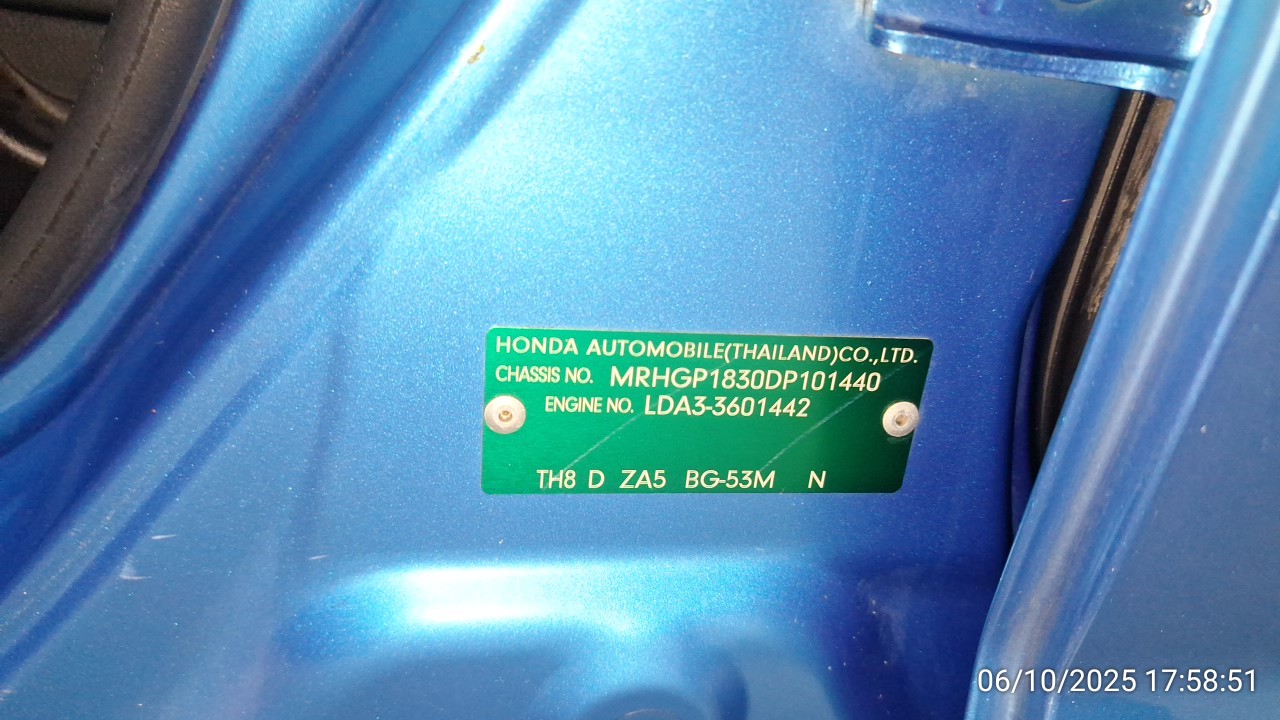 HONDA AUTOMOBILE(THAILAND)CO.,LTD.
CHASSIS NO. MRHGP1830DP101440
ENGINE NO. LDA3-3601442
TH8 D ZA5 BG-53M N
06/10/2025 17:58:51